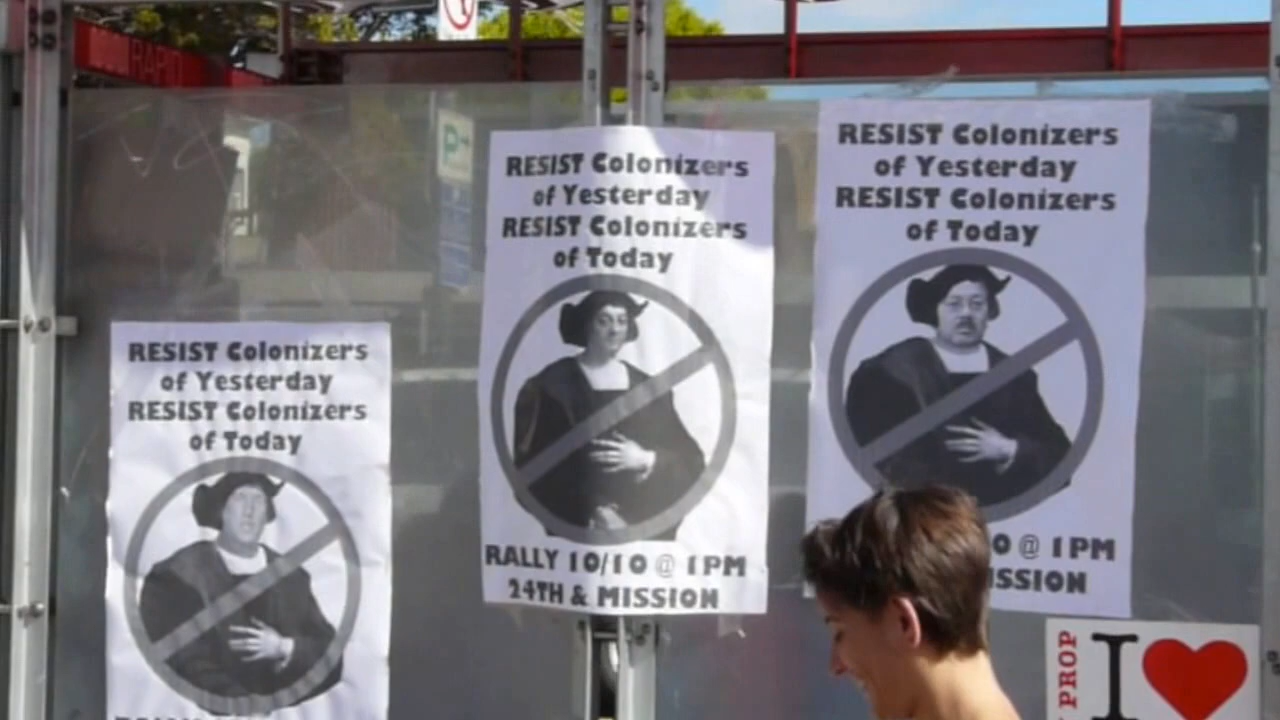 RAPID
RESIST Colonizers
of Yesterday
RESIST Colonizers
of Today
RESIST Colonizers
of Yesterday
RESIST Colonizers
of Today
RALLY 10/10 @ 1PM
24TH & MISSION
RESIST Colonizers
of Yesterday
RESIST Colonizers
of Today
0 @ 1PM
ISSION
PROP
I